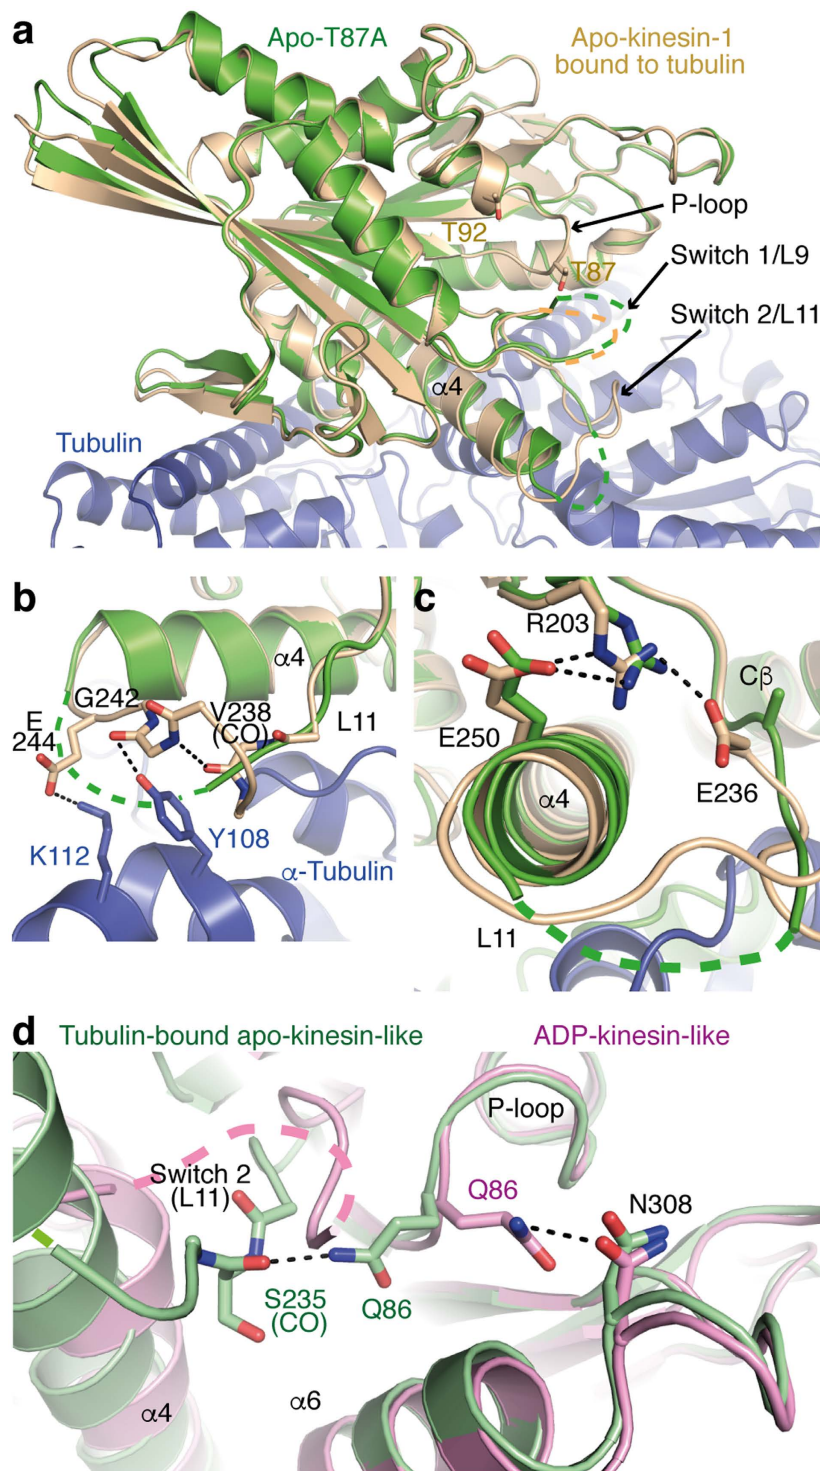 a
Apo-T87A
Apo-kinesin-1
bound to tubulin
P-loop
T92
T87
Switch 1/L9
Switch 2/L11
α4
Tubulin
b
α4
G242
V238
(CO)
L11
E
244
K112
Y108
α-Tubulin
c
R203
Cβ
E250
E236
α4
L11
d
Tubulin-bound apo-kinesin-like
ADP-kinesin-like
P-loop
Switch 2
(L11)
Q86
N308
S235
(CO)
Q86
α4
α6